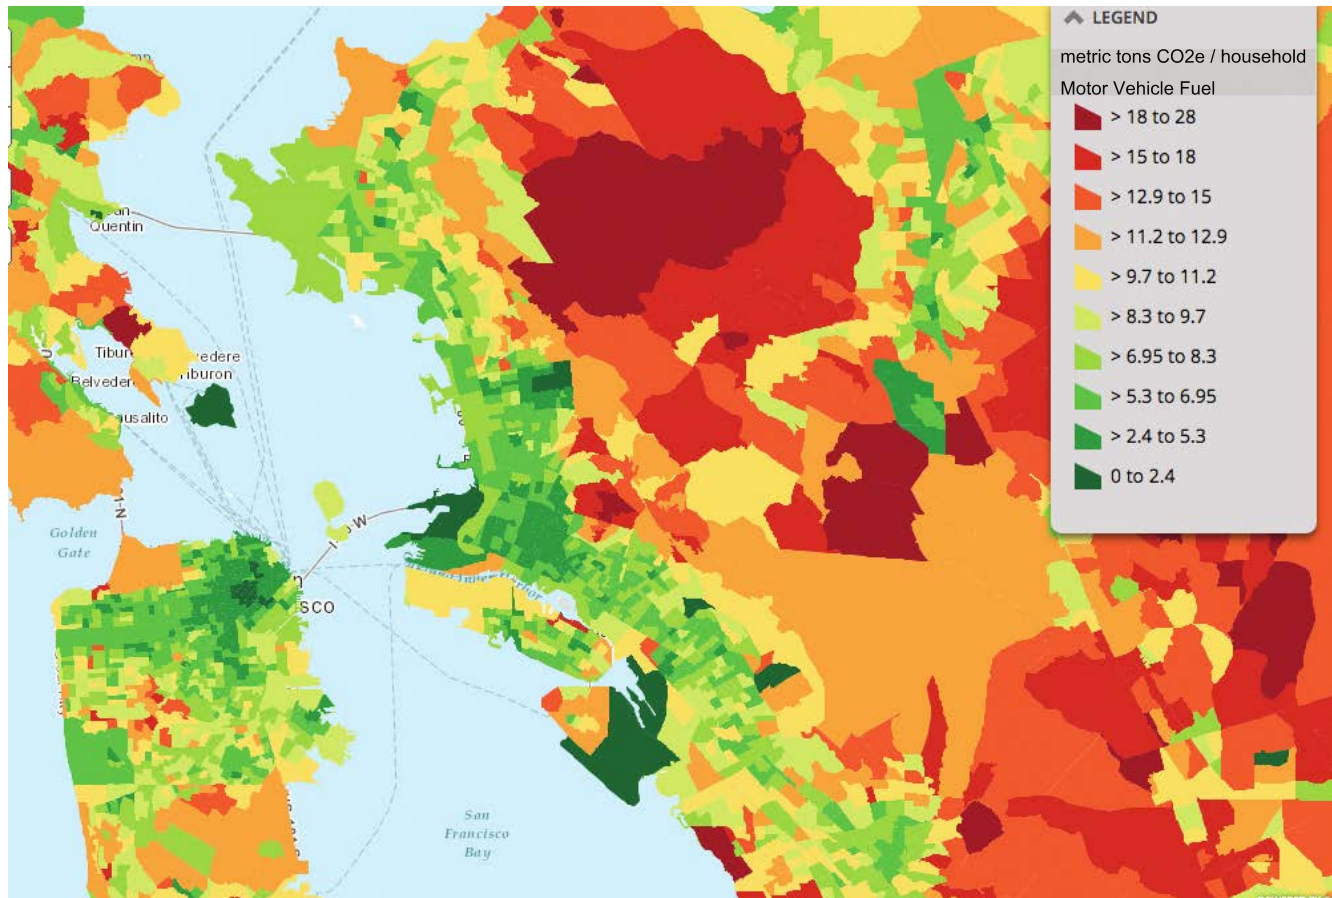 LEGEND
metric tons CO2e / household
Motor Vehicle Fuel
> 18 to 28
> 15 to 18
> 12.9 to 15
> 11.2 to 12.9
> 9.7 to 11.2
> 8.3 to 9.7
> 6.95 to 8.3
> 5.3 to 6.95
> 2.4 to 5.3
0 to 2.4
Quentin
Golden
Gate
San
Francisco
Bay